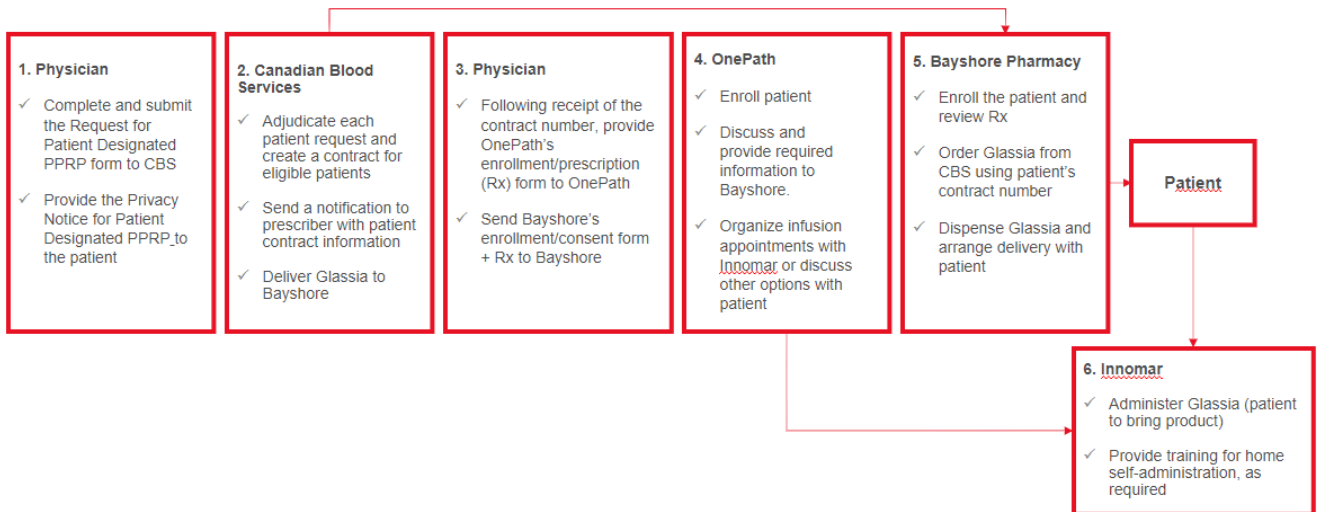 1. Physician
✓ Complete and submit
the Request for
Patient Designated
PPRP form to CBS
✓ Provide the Privacy
Notice for Patient
Designated PPRP to
the patient
2. Canadian Blood
Services
✓ Adjudicate each
patient request and
create a contract for
eligible patients
✓ Send a notification to
prescriber with patient
contract information
✓ Deliver Glassia to
Bayshore
3. Physician
✓ Following receipt of the
contract number, provide
OnePath's
enrollment/prescription
(Rx) form to OnePath
✓ Send Bayshore's
enrollment/consent form
+ Rx to Bayshore
4. OnePath
✓ Enroll patient
✓ Discuss and
provide required
information to
Bayshore.
✓ Organize infusion
appointments with
Innomar or discuss
other options with
patient
5. Bayshore Pharmacy
✓ Enroll the patient and
review Rx
✓ Order Glassia from
CBS using patient's
contract number
✓ Dispense Glassia and
arrange delivery with
patient
Patient
6. Innomar
✓ Administer Glassia (patient
to bring product)
✓ Provide training for home
self-administration, as
required